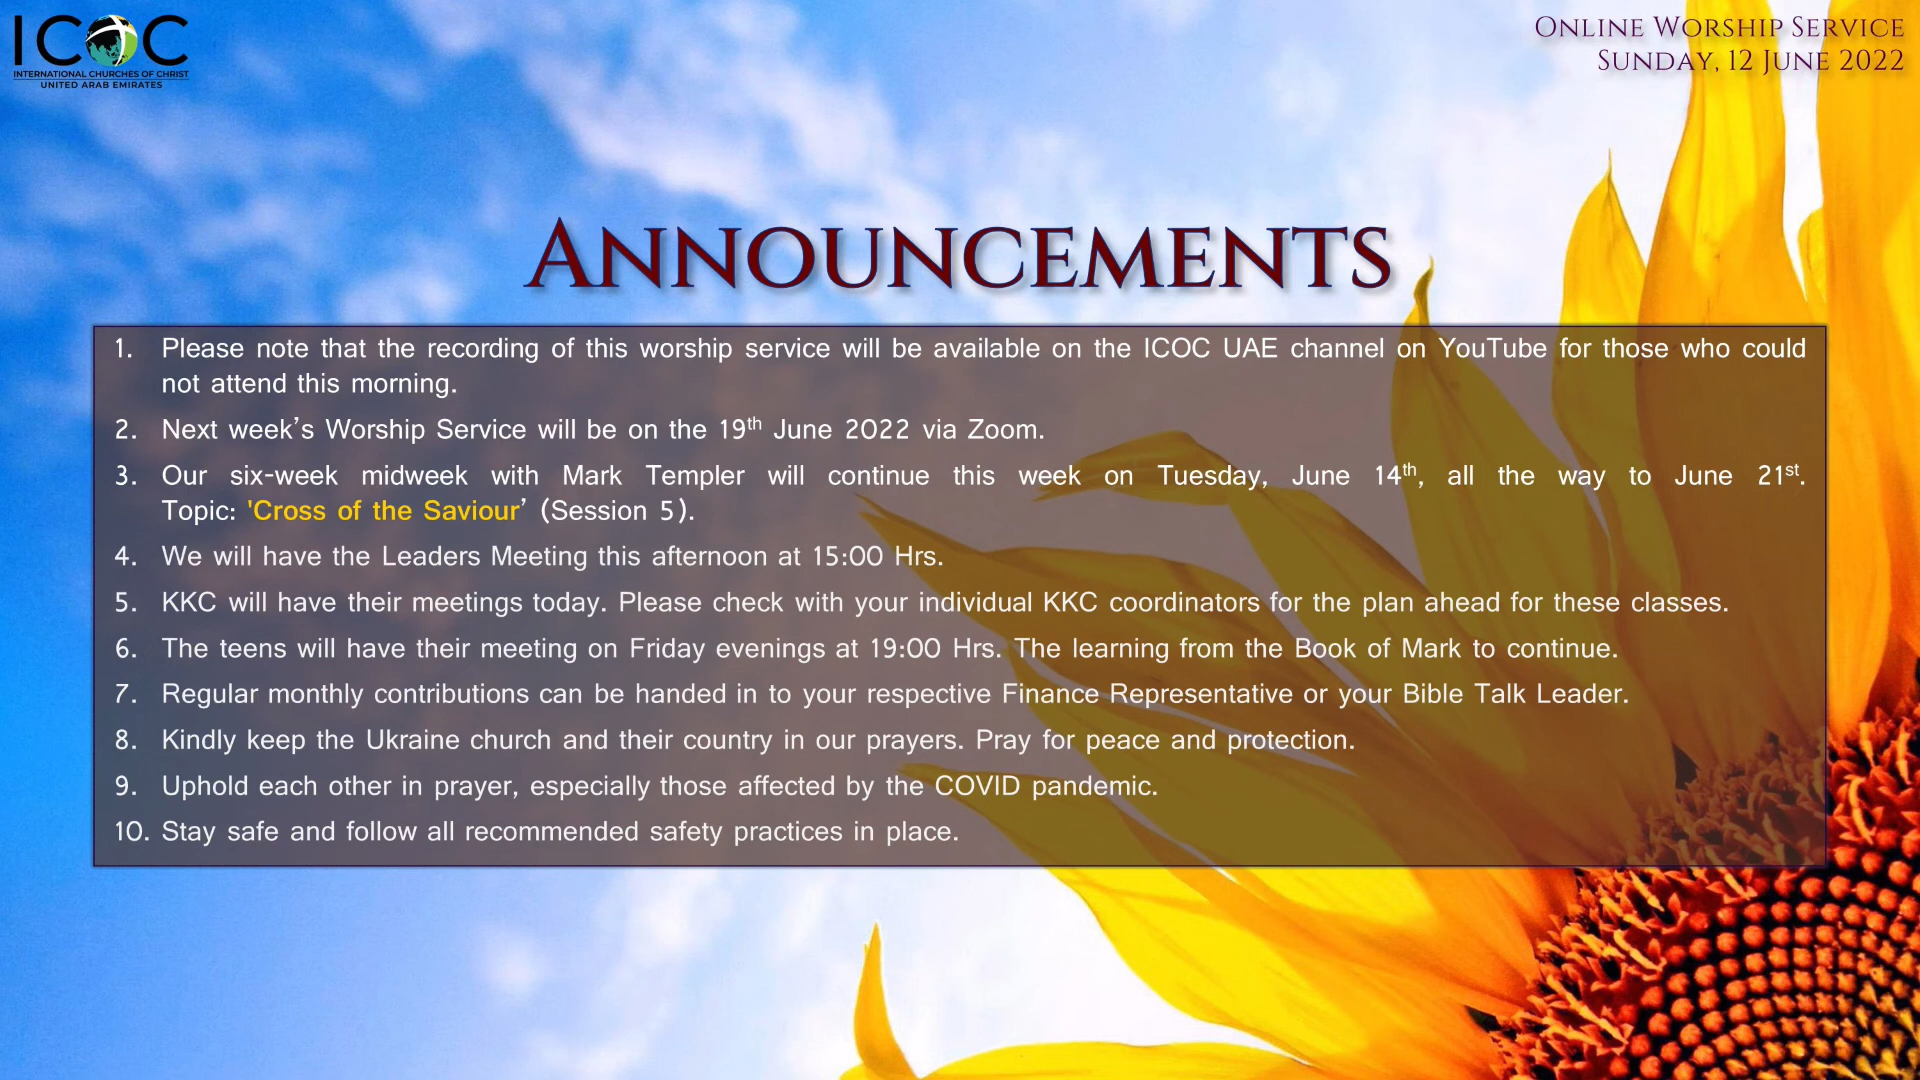 ICOC
INTERNATIONAL CHURCHES OF CHRIST
UNITED ARAB EMIRATES
ONLINE WORSHIP SERVICE
SUNDAY, 12 JUNE 2022
ANNOUNCEMENTS
1. Please note that the recording of this worship service will be available on the ICOC UAE channel on YouTube for those who could
not attend this morning.
2. Next week’s Worship Service will be on the 19th June 2022 via Zoom.
3. Our six-week midweek with Mark Templer will continue this week on Tuesday, June 14th, all the way to June 21st.
Topic: 'Cross of the Saviour’ (Session 5).
4. We will have the Leaders Meeting this afternoon at 15:00 Hrs.
5. KKC will have their meetings today. Please check with your individual KKC coordinators for the plan ahead for these classes.
6. The teens will have their meeting on Friday evenings at 19:00 Hrs. The learning from the Book of Mark to continue.
7. Regular monthly contributions can be handed in to your respective Finance Representative or your Bible Talk Leader.
8. Kindly keep the Ukraine church and their country in our prayers. Pray for peace and protection.
9. Uphold each other in prayer, especially those affected by the COVID pandemic.
10. Stay safe and follow all recommended safety practices in place.